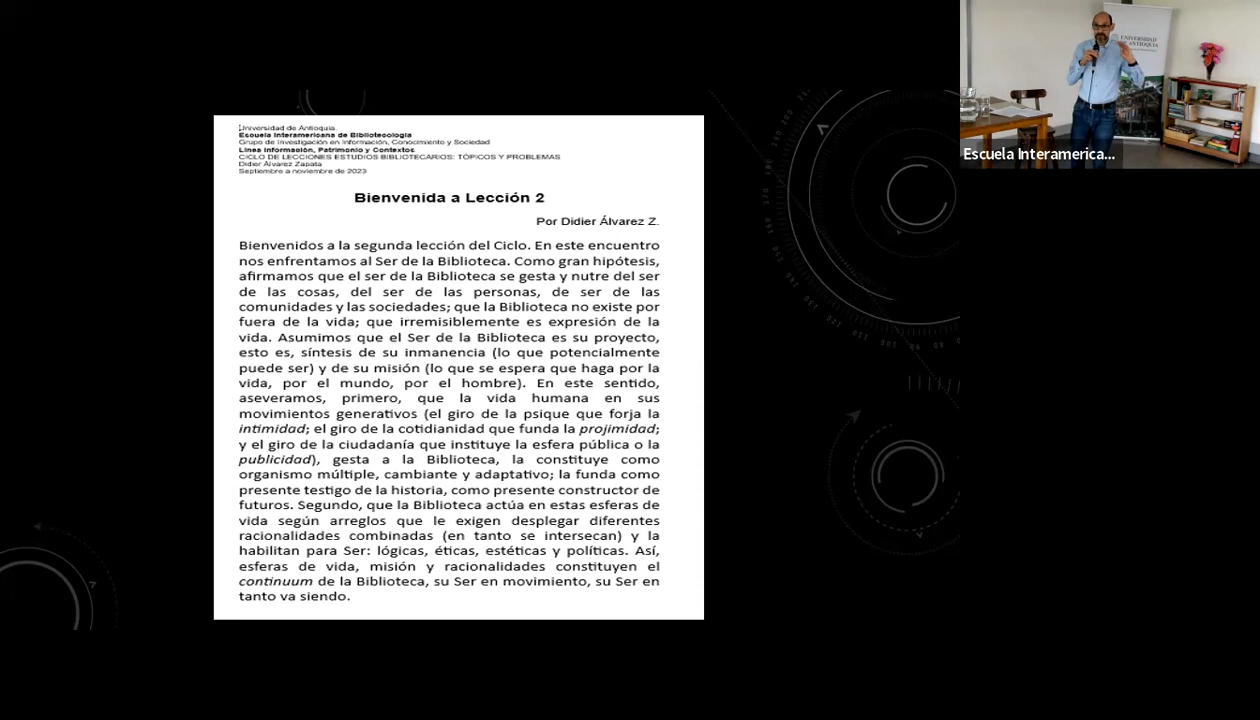 Universidad de Antioquia.
Escuela Interamericana de Bibliotecología
Grupo de Investigación en Información, Conocimiento y Sociedad
Línea Información, Patrimonio y Contextos
CICLO DE LECCIONES ESTUDIOS BIBLIOTECARIOS: TÓPICOS Y PROBLEMAS
Didier Álvarez Zapata
Septiembre a noviembre de 2023
Bienvenida a Lección 2
Por Didier Álvarez Z.
Bienvenidos a la segunda lección del Ciclo. En este encuentro
nos enfrentamos al Ser de la Biblioteca. Como gran hipótesis,
afirmamos que el ser de la Biblioteca se gesta y nutre del ser
de las cosas, del ser de las personas, de ser de las
comunidades y las sociedades; que la Biblioteca no existe por
fuera de la vida; que irremisiblemente es expresión de la
vida. Asumimos que el Ser de la Biblioteca es su proyecto,
esto es, síntesis de su inmanencia (lo que potencialmente
puede ser) y de su misión (lo que se espera que haga por la
vida, por el mundo, por el hombre). En este sentido,
aseveramos, primero, que la vida humana en sus
movimientos generativos (el giro de la psique que forja la
intimidad; el giro de la cotidianidad que funda la projimidad;
y el giro de la ciudadanía que instituye la esfera pública o la
publicidad), gesta a la Biblioteca, la constituye como
organismo múltiple, cambiante y adaptativo; la funda como
presente testigo de la historia, como presente constructor de
futuros. Segundo, que la Biblioteca actúa en estas esferas de
vida según arreglos que le exigen desplegar diferentes
racionalidades combinadas (en tanto se intersecan) y la
habilitan para Ser: lógicas, éticas, estéticas y políticas. Así,
esferas de vida, misión y racionalidades constituyen el
continuum de la Biblioteca, su Ser en movimiento, su Ser en
tanto va siendo.
UNIVERSIDAD
DE ANTIOQUIA
Escuela Interamerica...